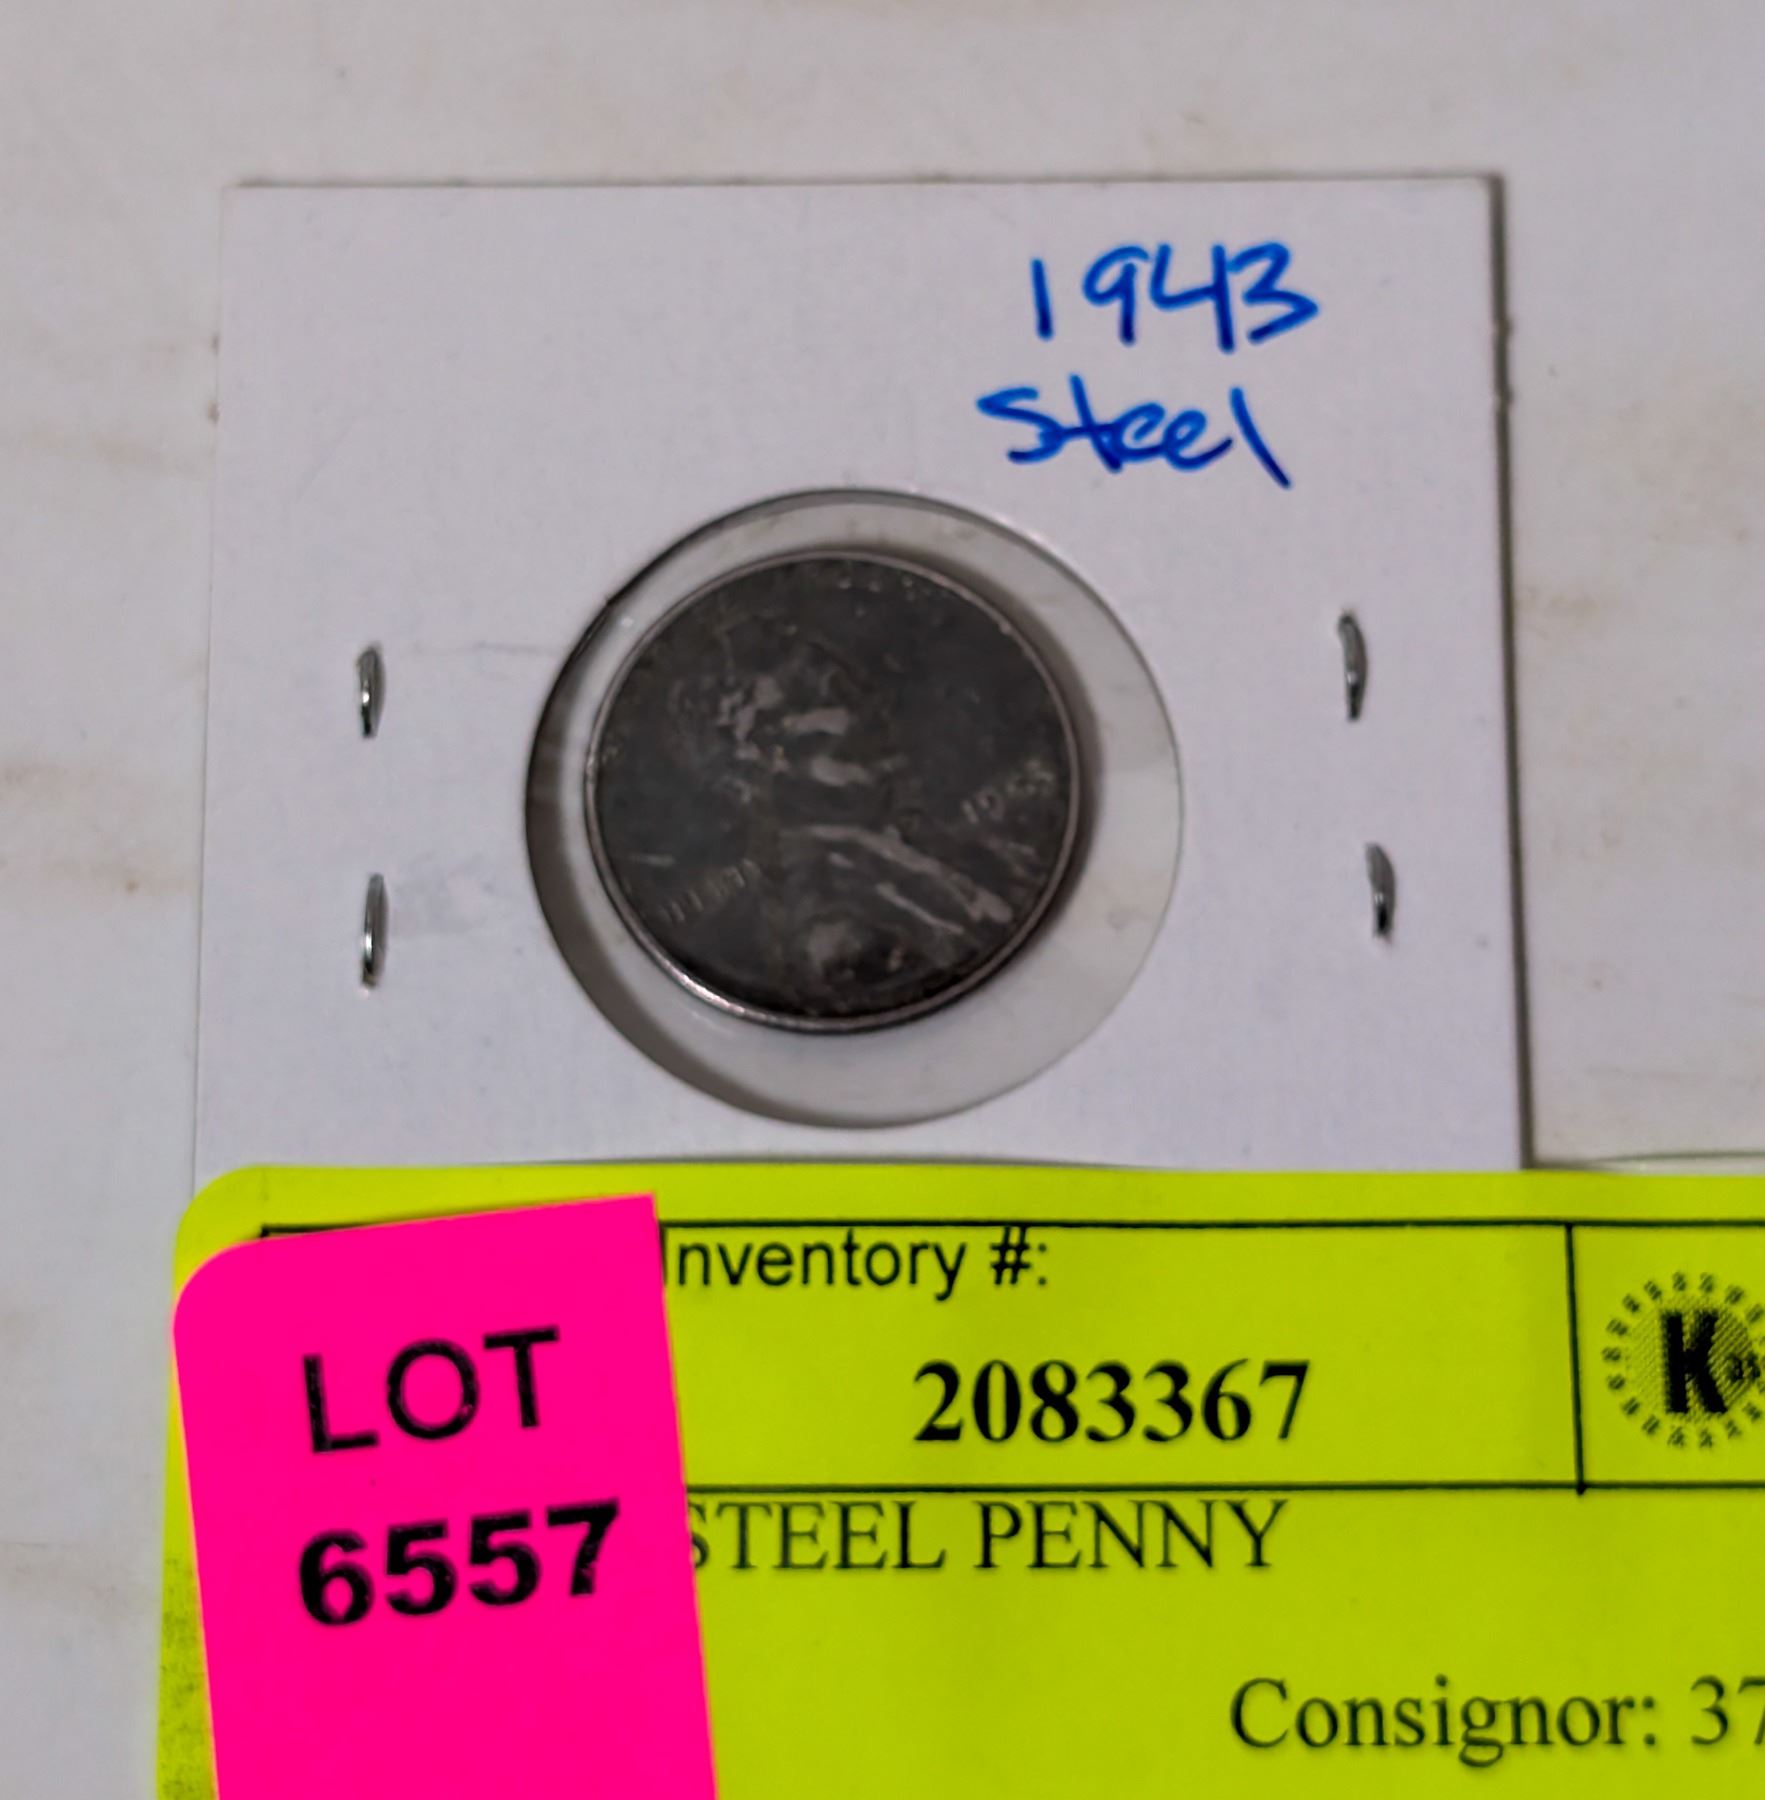 1943
Steel
Inventory #:
2083367
K
LOT
6557
STEEL PENNY
Consignor: 37